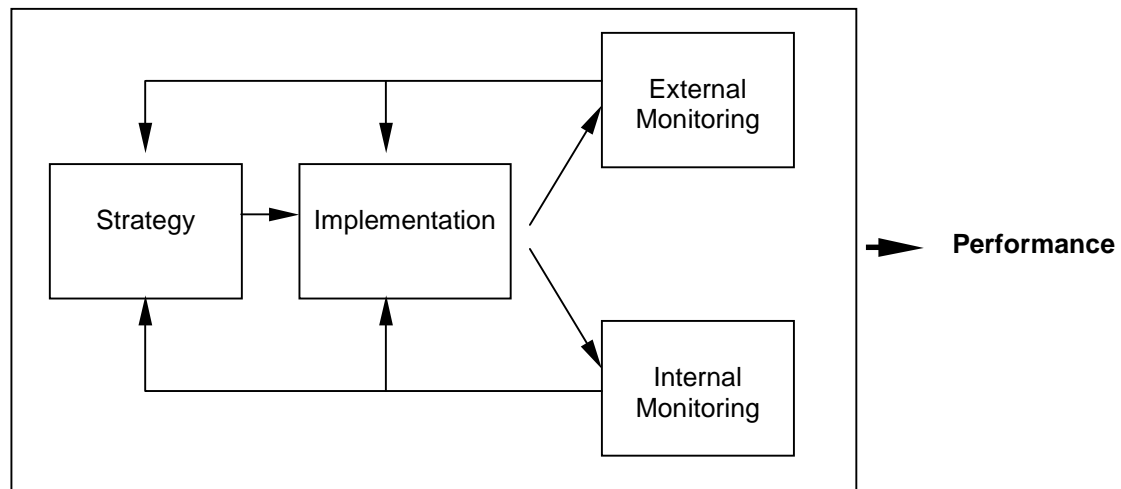 External
Monitoring
Strategy
Implementation
Performance
Internal
Monitoring